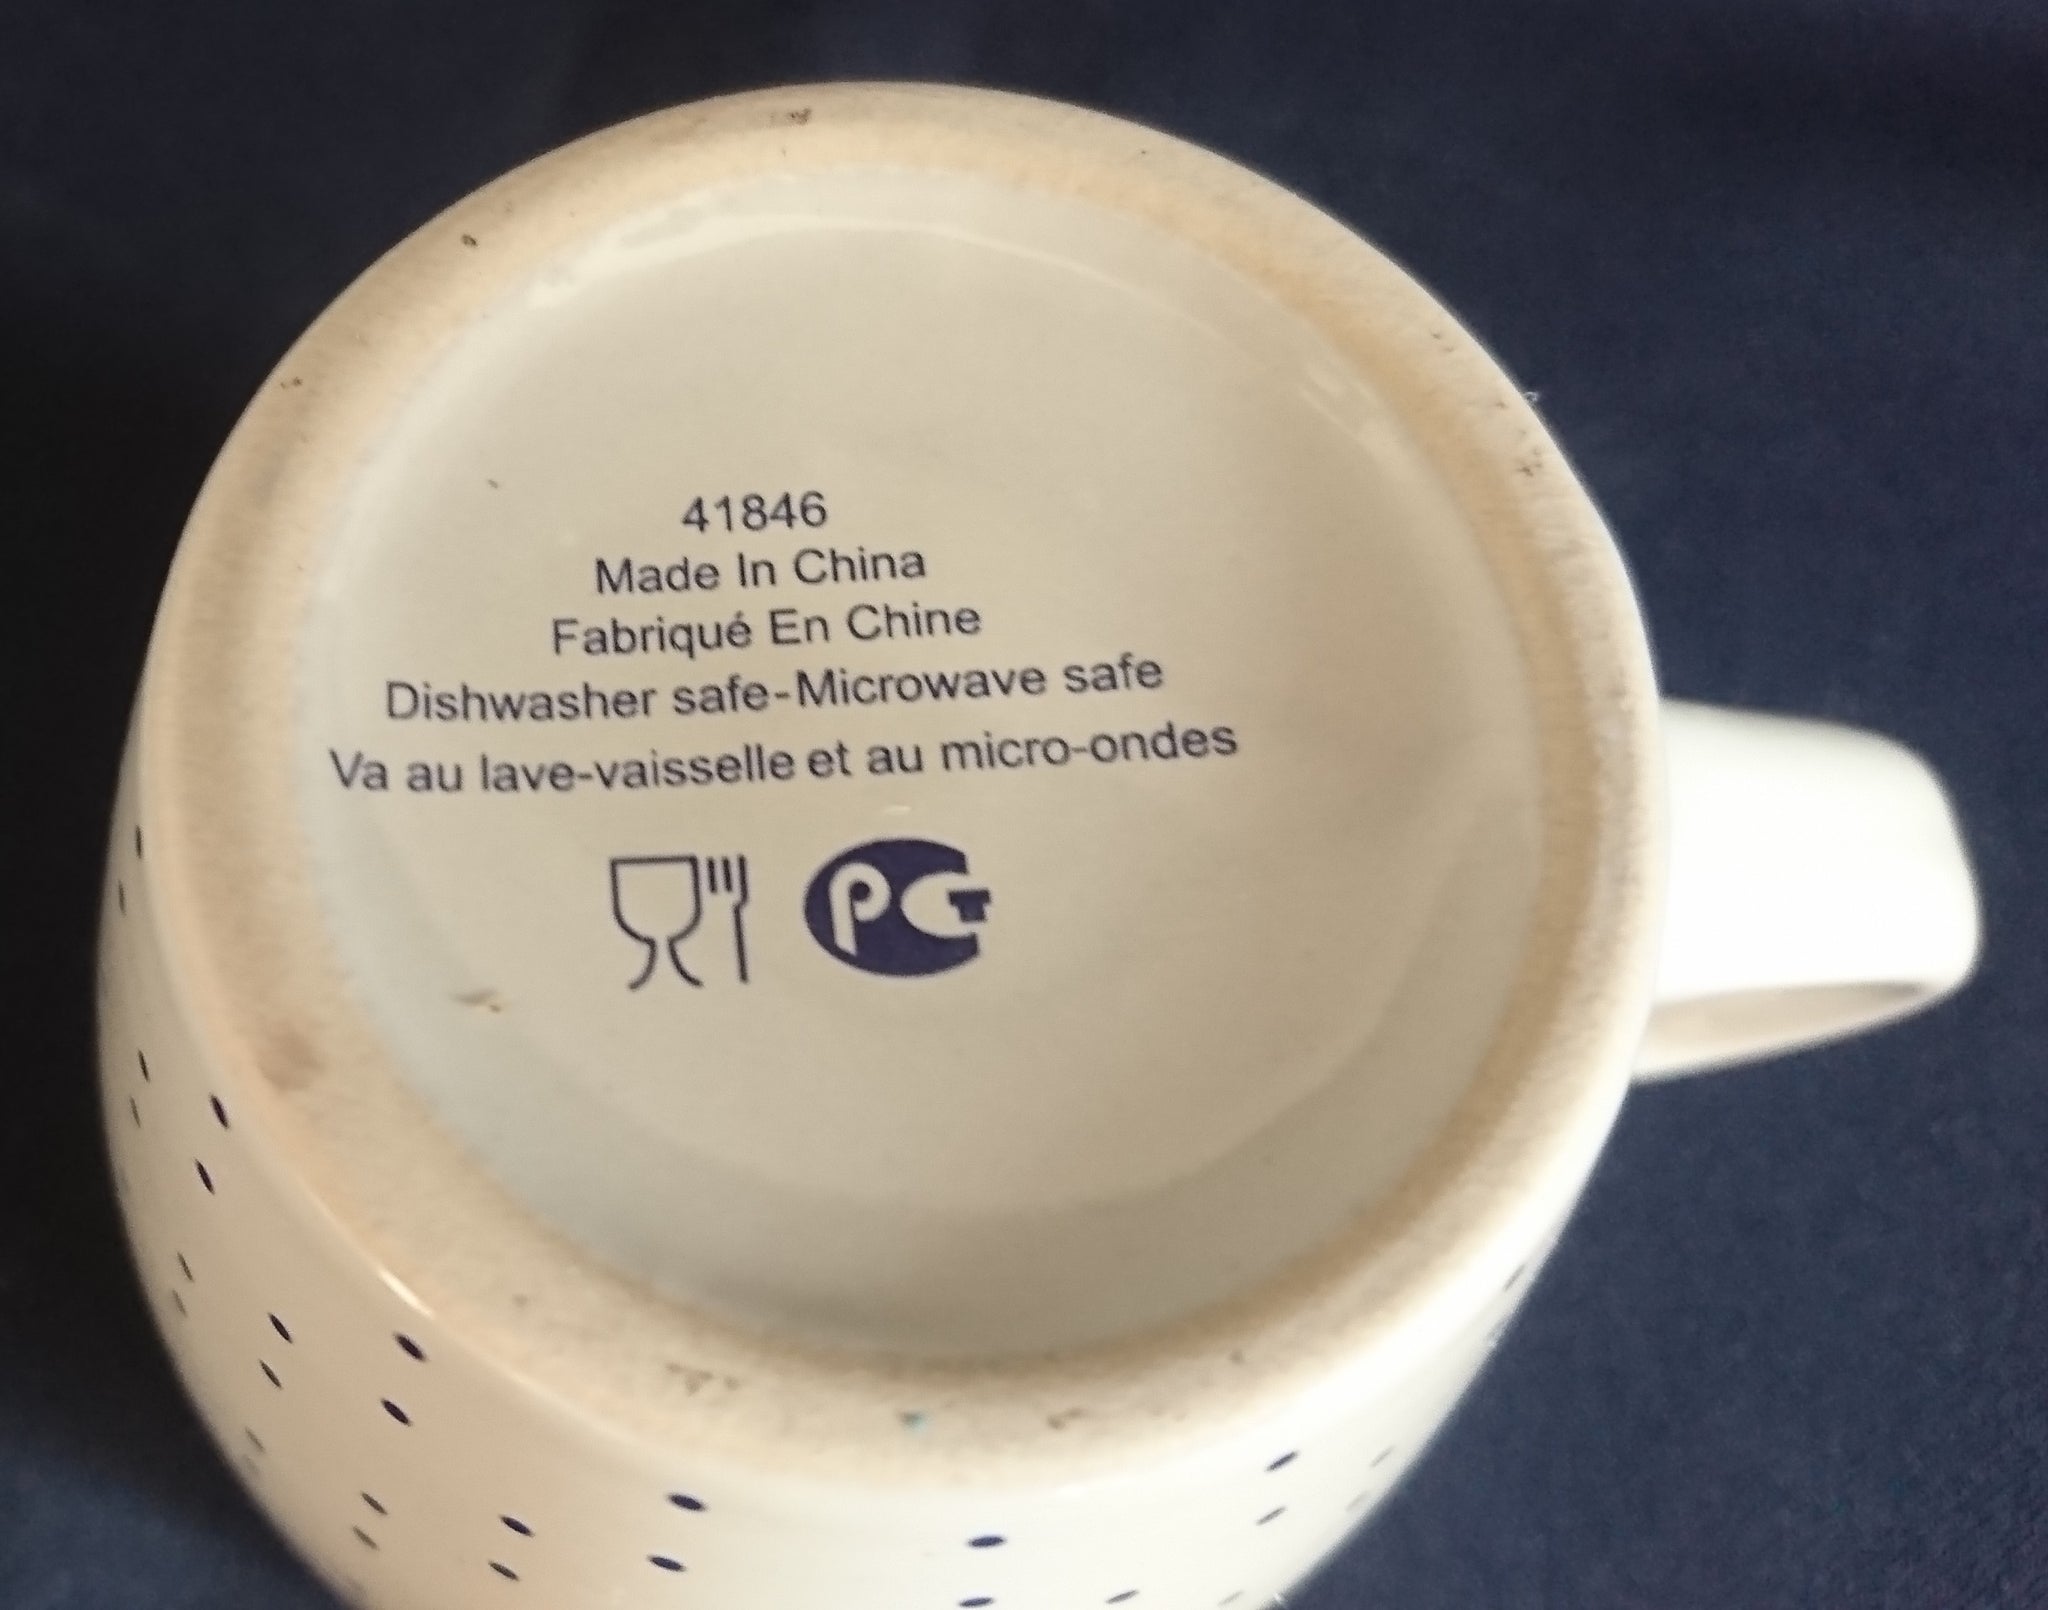 41846
Made In China
Fabriqué En Chine
Dishwasher safe-Microwave safe
Va au lave-vaisselle et au micro-ondes
РСТ